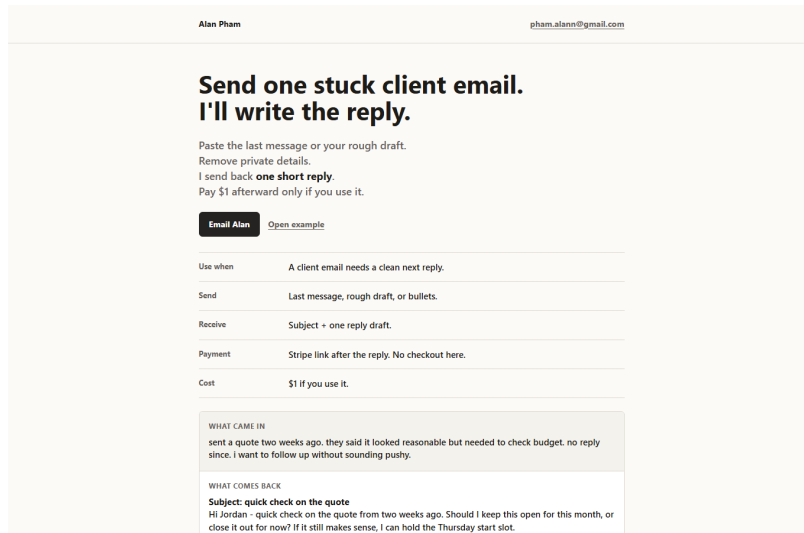 Alan Pham
pham.alann@gmail.com
Send one stuck client email.
I'll write the reply.
Paste the last message or your rough draft.
Remove private details.
I send back one short reply.
Pay $1 afterward only if you use it.
Email Alan
Open example
Use when
A client email needs a clean next reply.
Send
Last message, rough draft, or bullets.
Receive
Subject + one reply draft.
Payment
Stripe link after the reply. No checkout here.
Cost
$1 if you use it.
WHAT CAME IN
sent a quote two weeks ago. they said it looked reasonable but needed to check budget. no reply
since. i want to follow up without sounding pushy.
WHAT COMES BACK
Subject: quick check on the quote
Hi Jordan - quick check on the quote from two weeks ago. Should I keep this open for this month, or
close it out for now? If it still makes sense, I can hold the Thursday start slot.